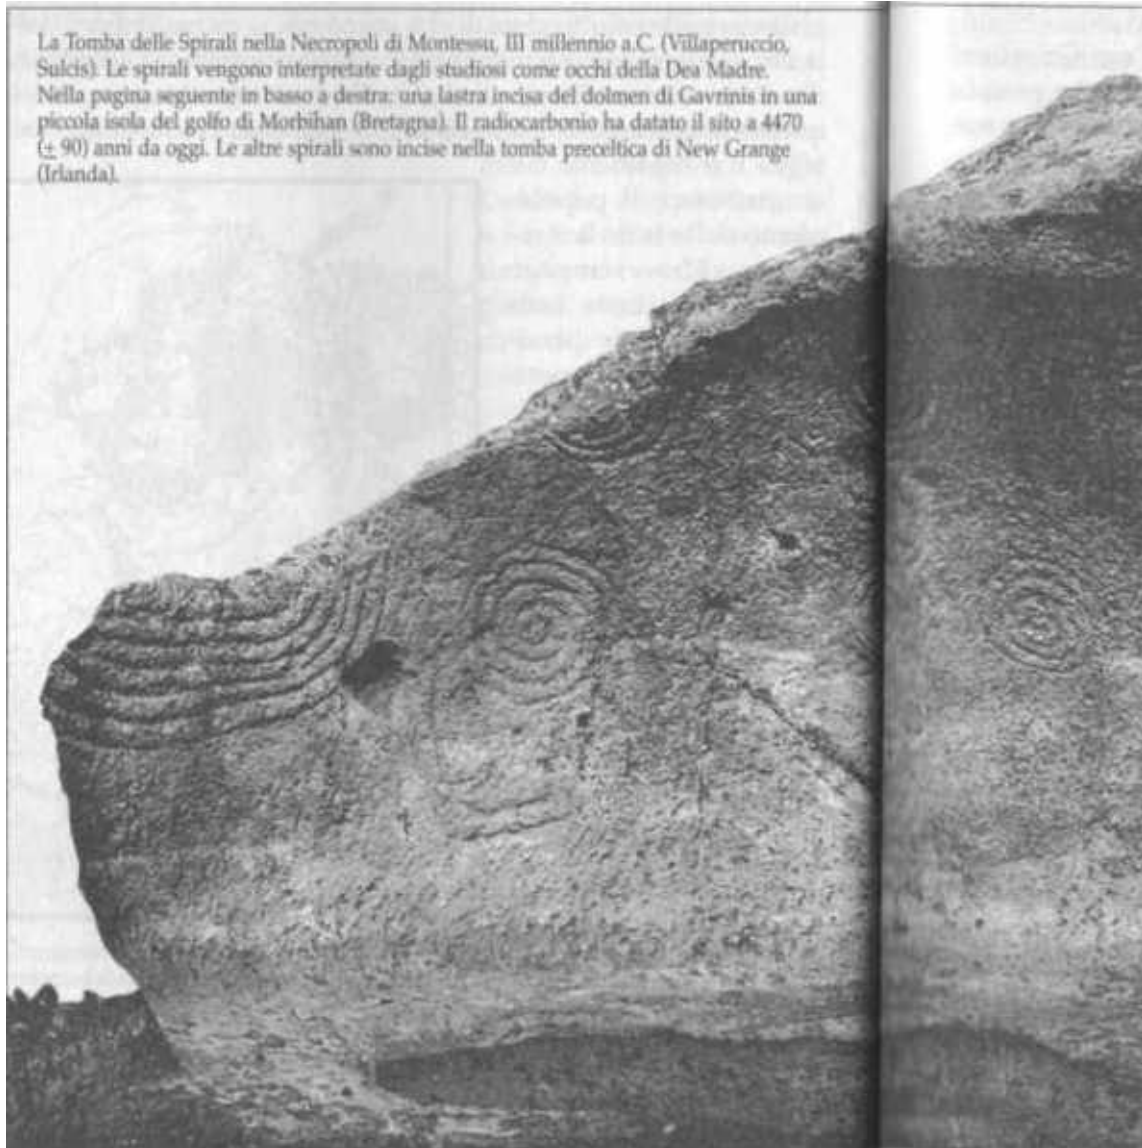 La Tomba delle Spirali nella Necropoli di Montessu, III millennio a.C. (Villaperuccio,
Sulcis). Le spirali vengono interpretate dagli studiosi come occhi della Dea Madre.
Nella pagina seguente in basso a destra: una lastra incisa del dolmen di Gavrinis in una
piccola isola del golfo di Morbihan (Bretagna). Il radiocarbonio ha datato il sito a 4470
(± 90) anni da oggi. Le altre spirali sono incise nella tomba preceltica di New Grange
(Irlanda).